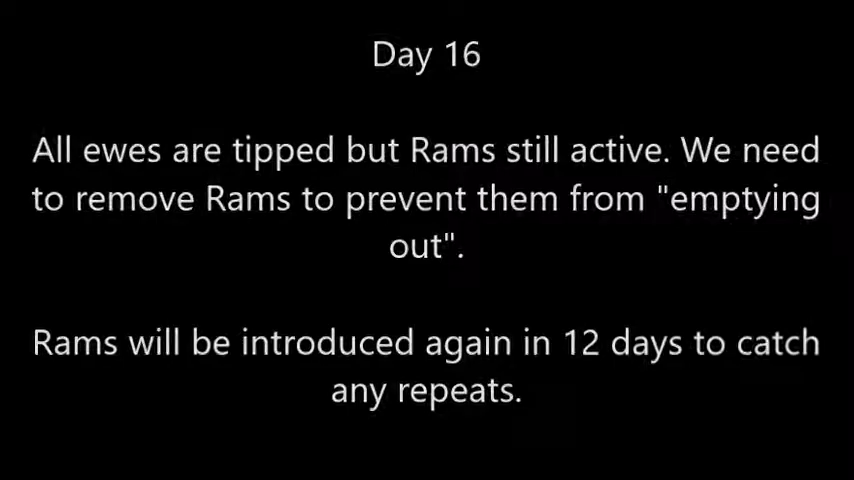 Day 16
All ewes are tipped but Rams still active. We need
to remove Rams to prevent them from "emptying
out".
Rams will be introduced again in 12 days to catch
any repeats.